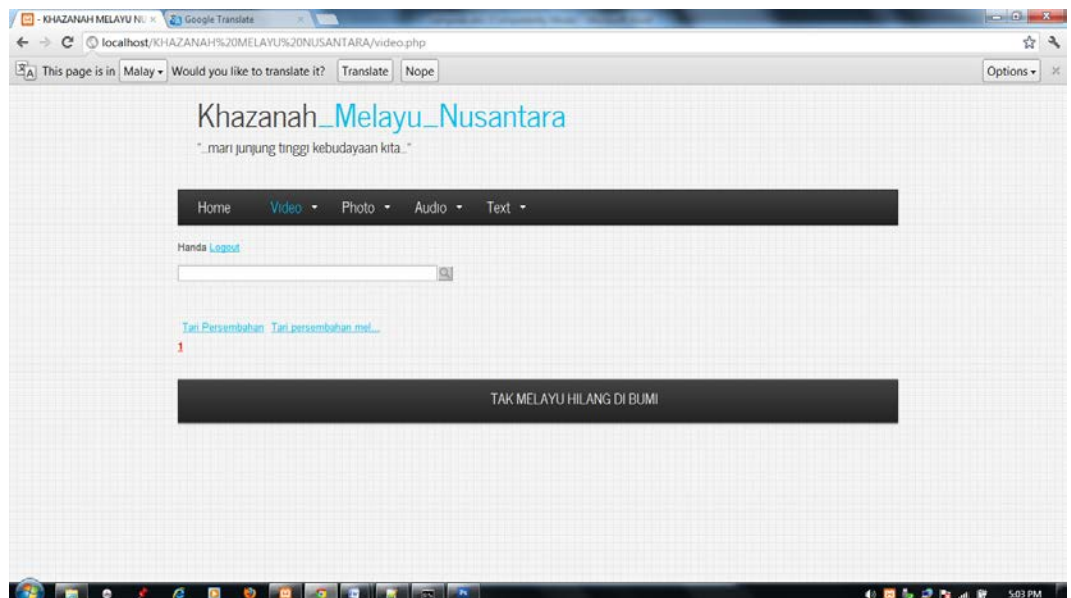 - KHAZANAH MELAYU NU
Google Translate
localhost/KHAZANAH%20MELAYU%20NUSANTARA/video.php
This page is in Malay Would you like to translate it? Translate Nope Options
Khazanah_Melayu_Nusantara
"...mari junjung tinggi kebudayaan kita..."
Home Video Photo Audio Text
Handa Logout
Tari Persembahan Tari persembahan mel...
1
TAK MELAYU HILANG DI BUMI
5:03 PM